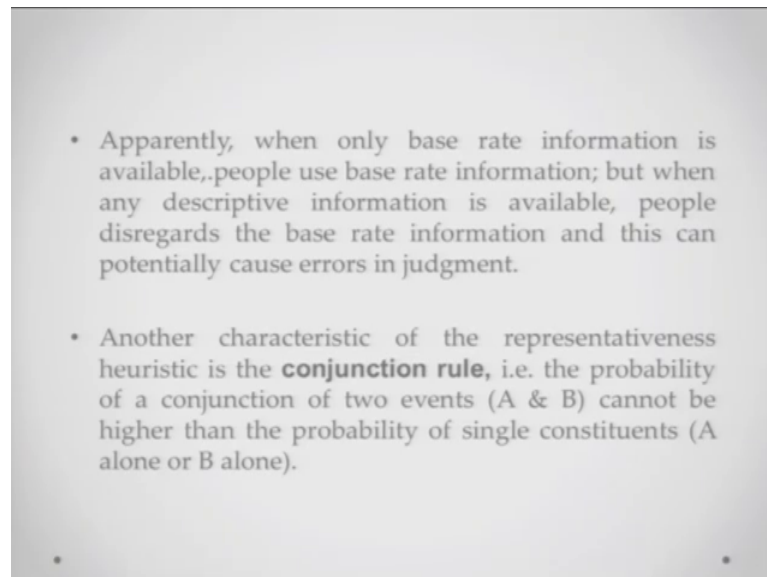 • Apparently, when only base rate information is
available,.people use base rate information; but when
any descriptive information is available, people
disregards the base rate information and this can
potentially cause errors in judgment.
• Another characteristic of the representativeness
heuristic is the conjunction rule, i.e. the probability
of a conjunction of two events (A & B) cannot be
higher than the probability of single constituents (A
alone or B alone).